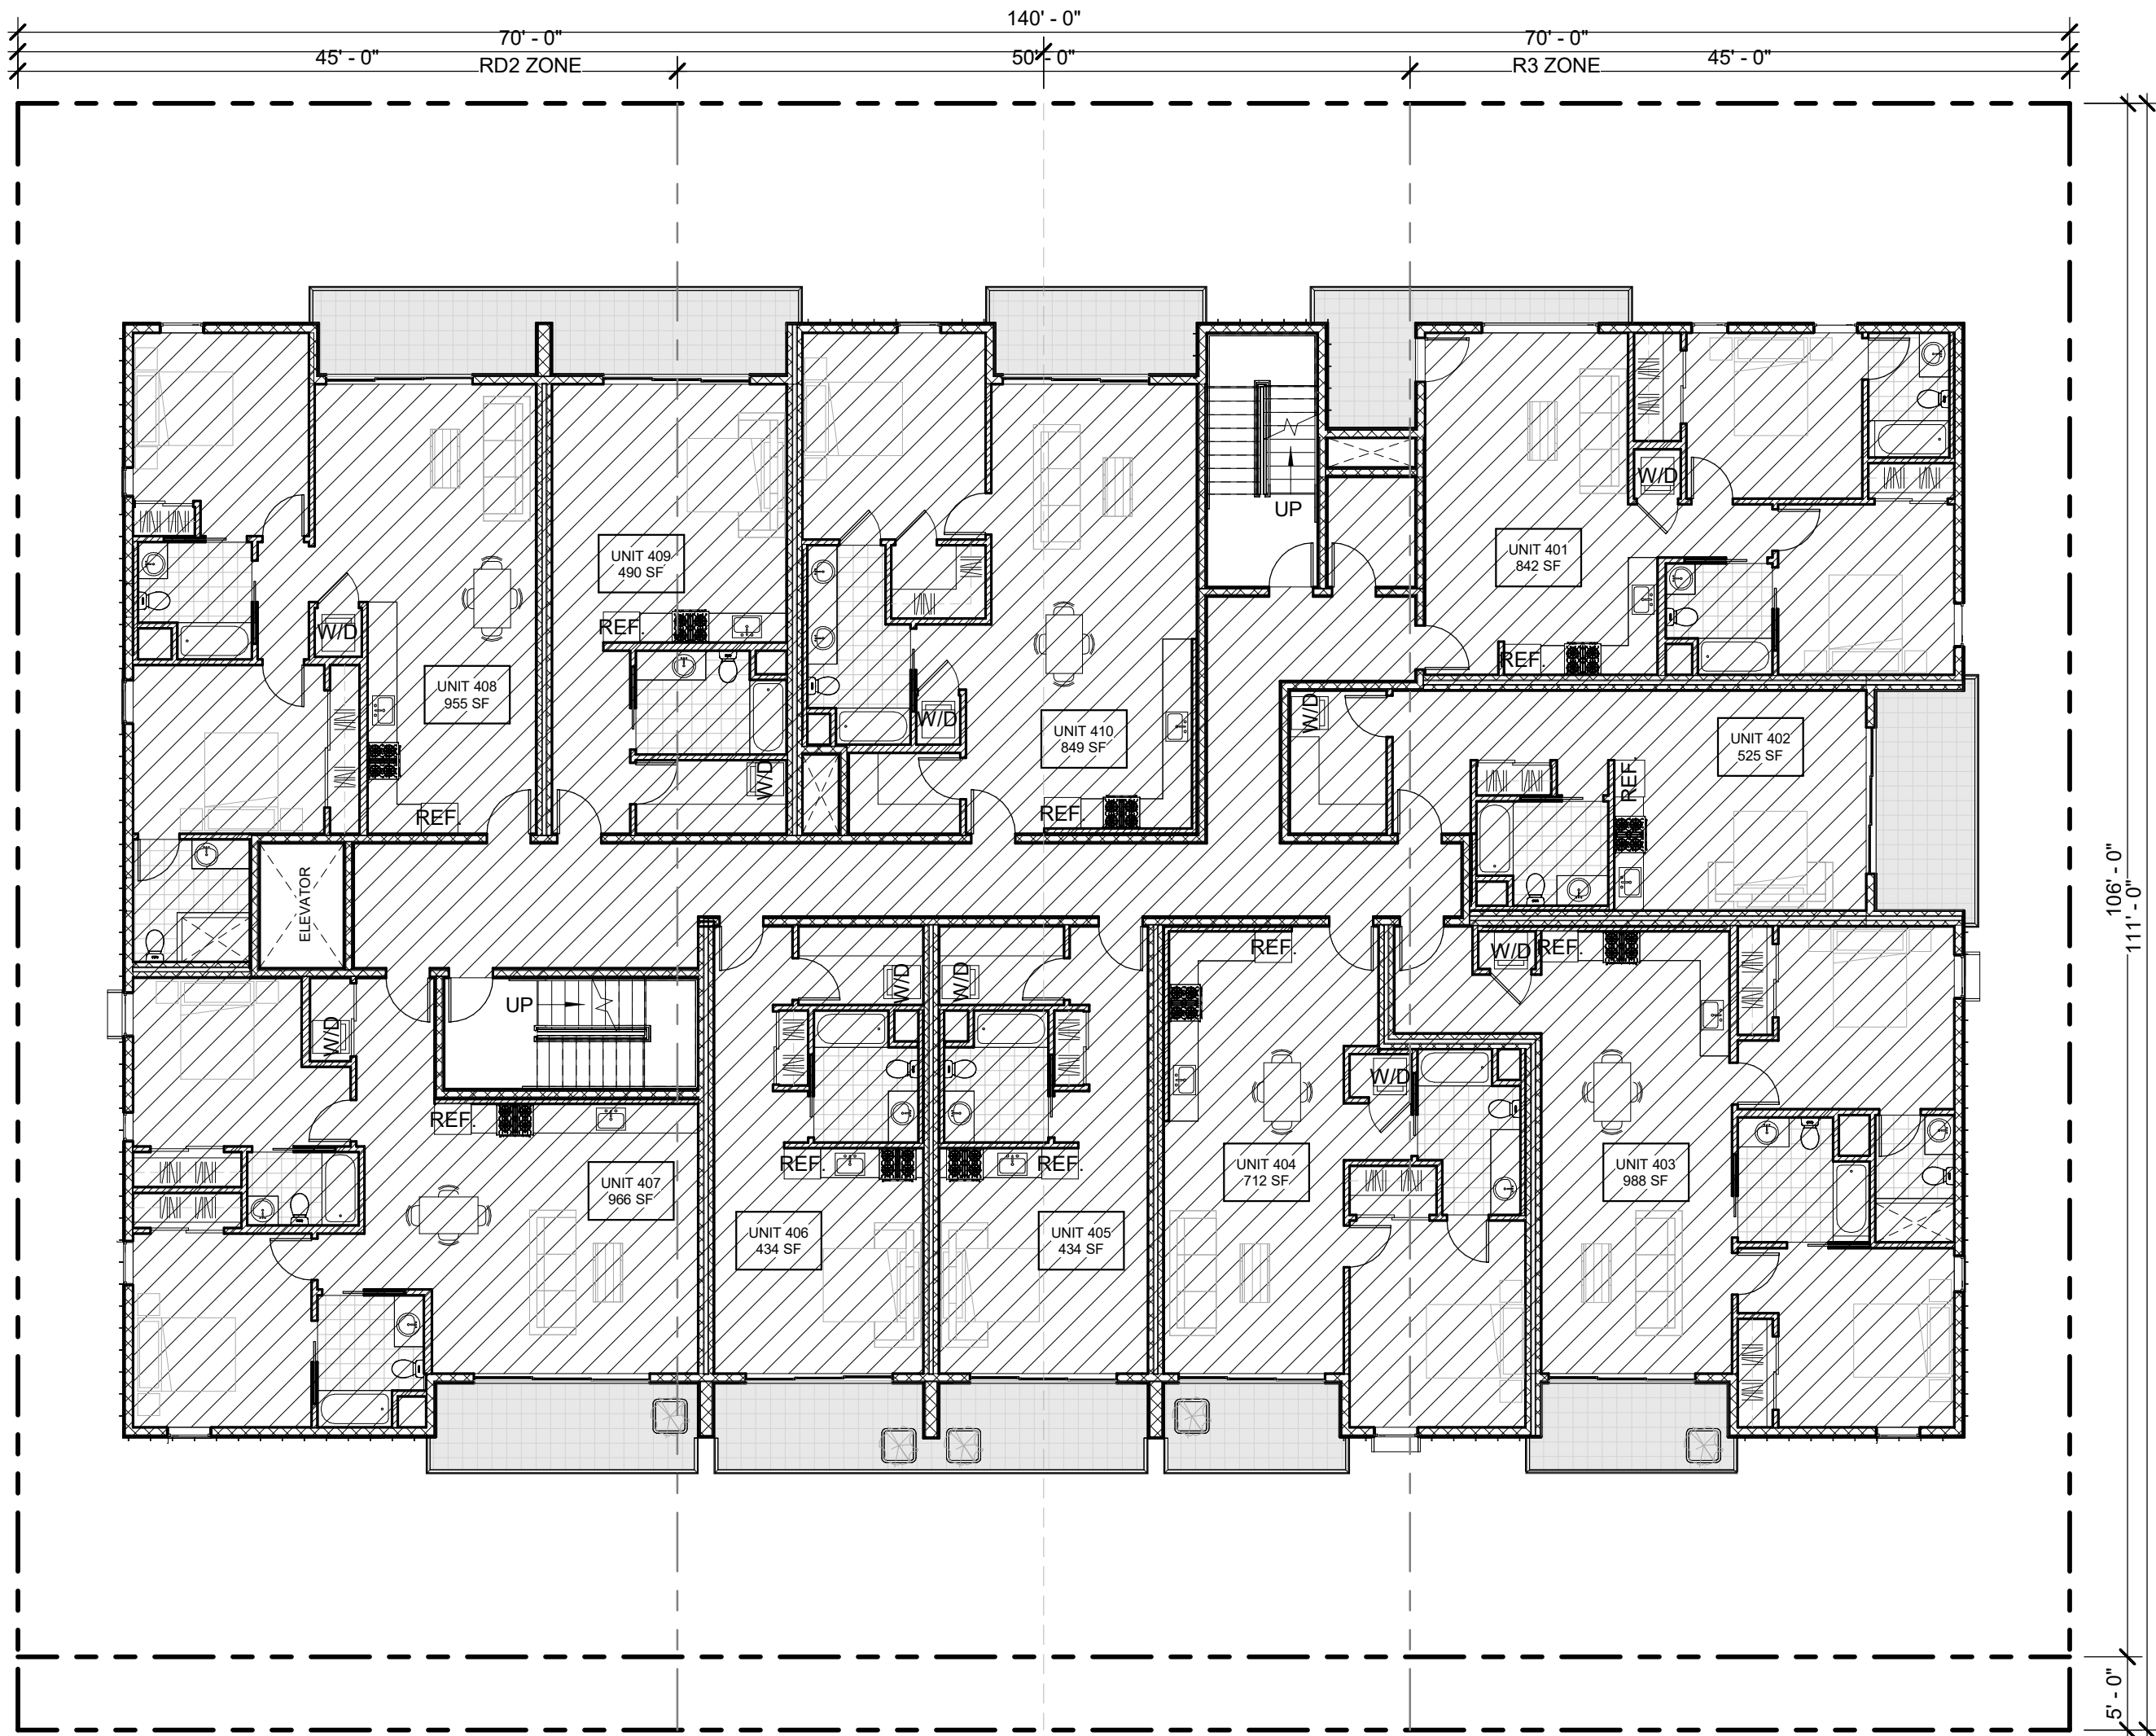 140' - 0"
70' - 0"
70' - 0"
45' - 0"
50' - 0"
45' - 0"
RD2 ZONE
R3 ZONE
UP
W/D
UNIT 409
490 SF
UNIT 401
842 SF
REF.
W/D
REF.
UNIT 408
955 SF
W/D
W/D
UNIT 410
849 SF
UNIT 402
525 SF
W/D
REF.
REF.
REF.
ELEVATOR
106' - 0"
111' - 0"
REF.
W/D
REF.
W/D
W/D
UP
W/D
W/D
REF.
REF.
REF.
UNIT 404
712 SF
UNIT 403
988 SF
UNIT 407
966 SF
UNIT 406
434 SF
UNIT 405
434 SF
5' - 0"